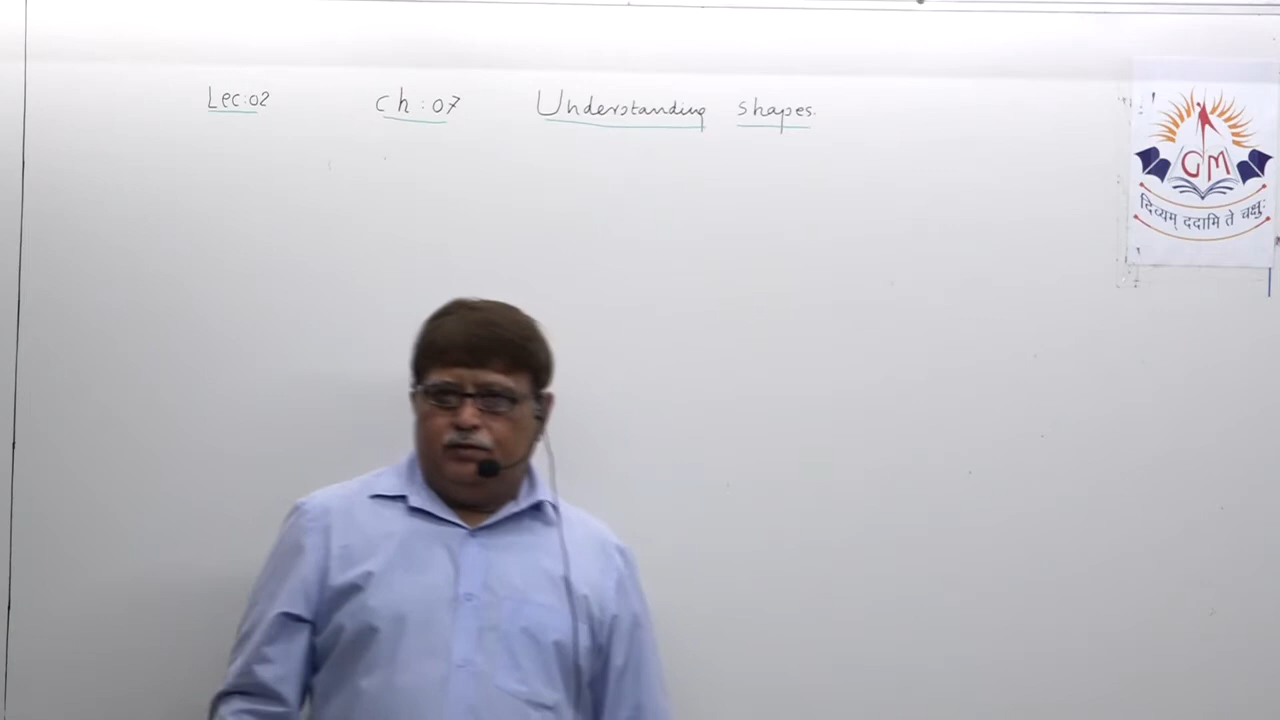 Lec:02 Ch:07 Understanding shapes.
GM
दिव्यम् ददामि ते चक्षुः